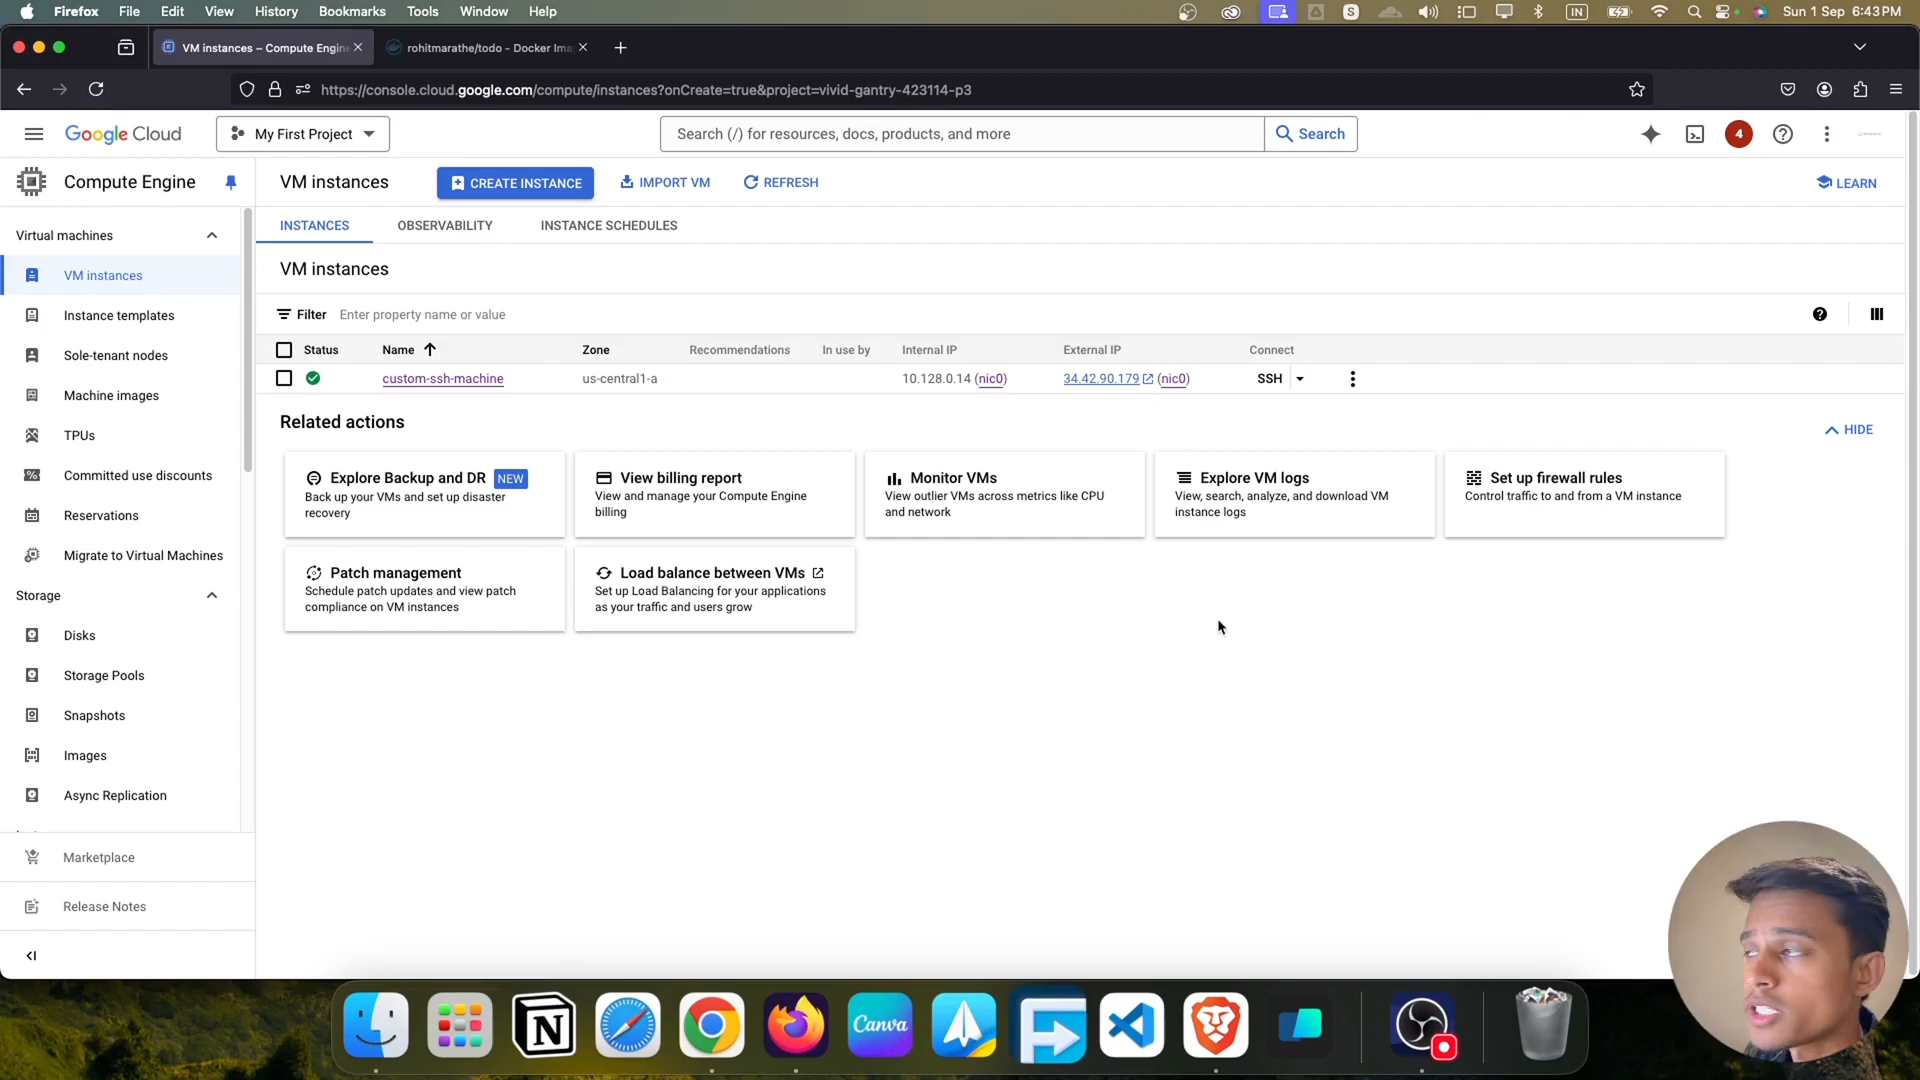 Firefox File Edit View History Bookmarks Tools Window Help
S IN Sun 1 Sep 6:43 PM
VM instances – Compute Engine
rohitmarathe/todo - Docker Ima
https://console.cloud.google.com/compute/instances?onCreate=true&project=vivid-gantry-423114-p3
Google Cloud
My First Project
Search (/) for resources, docs, products, and more
Search
4
Compute Engine
VM instances
CREATE INSTANCE
IMPORT VM
REFRESH
LEARN
INSTANCES
OBSERVABILITY
INSTANCE SCHEDULES
Virtual machines
VM instances
Instance templates
Sole-tenant nodes
Machine images
TPUs
Committed use discounts
Reservations
Migrate to Virtual Machines
Storage
Disks
Storage Pools
Snapshots
Images
Async Replication
Marketplace
Release Notes
VM instances
Filter Enter property name or value
Status Name Zone Recommendations In use by Internal IP External IP Connect
custom-ssh-machine us-central1-a 10.128.0.14 (nic0) 34.42.90.179 (nic0) SSH
Related actions
HIDE
Explore Backup and DR NEW
Back up your VMs and set up disaster
recovery
View billing report
View and manage your Compute Engine
billing
Monitor VMs
View outlier VMs across metrics like CPU
and network
Explore VM logs
View, search, analyze, and download VM
instance logs
Set up firewall rules
Control traffic to and from a VM instance
Patch management
Schedule patch updates and view patch
compliance on VM instances
Load balance between VMs
Set up Load Balancing for your applications
as your traffic and users grow
Canva